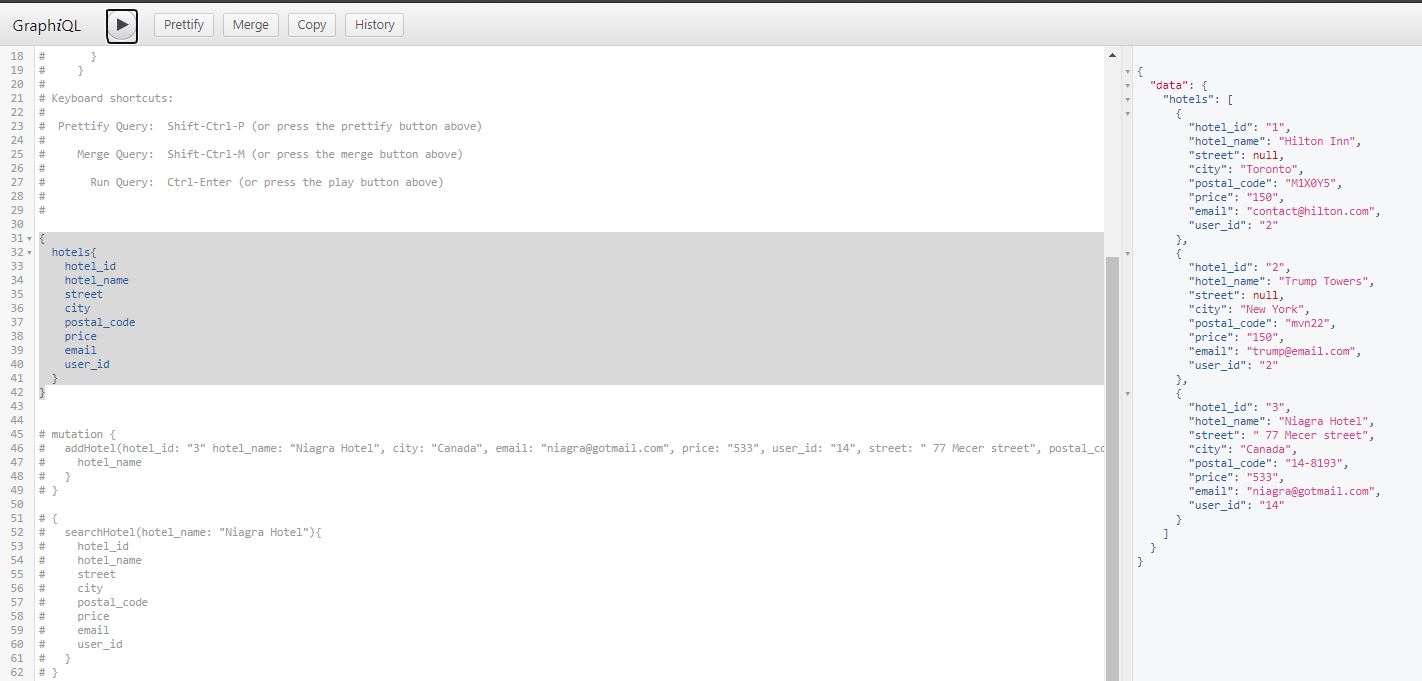 GraphiQL Prettify Merge Copy History
18 #       }
19 #     }
20 #
21 # Keyboard shortcuts:
22 #
23 #  Prettify Query:  Shift-Ctrl-P (or press the prettify button above)
24 #
25 #     Merge Query:  Shift-Ctrl-M (or press the merge button above)
26 #
27 #       Run Query:  Ctrl-Enter (or press the play button above)
28 #
29 #
30
31 {
32   hotels{
33     hotel_id
34     hotel_name
35     street
36     city
37     postal_code
38     price
39     email
40     user_id
41   }
42 }
43
44
45 # mutation {
46 #   addHotel(hotel_id: "3" hotel_name: "Niagra Hotel", city: "Canada", email: "niagra@gotmail.com", price: "533", user_id: "14", street: " 77 Mecer street", postal_co
47 #     hotel_name
48 #   }
49 # }
50
51 # {
52 #   searchHotel(hotel_name: "Niagra Hotel"){
53 #     hotel_id
54 #     hotel_name
55 #     street
56 #     city
57 #     postal_code
58 #     price
59 #     email
60 #     user_id
61 #   }
62 # }
{
  "data": {
    "hotels": [
      {
        "hotel_id": "1",
        "hotel_name": "Hilton Inn",
        "street": null,
        "city": "Toronto",
        "postal_code": "M1X0Y5",
        "price": "150",
        "email": "contact@hilton.com",
        "user_id": "2"
      },
      {
        "hotel_id": "2",
        "hotel_name": "Trump Towers",
        "street": null,
        "city": "New York",
        "postal_code": "mvn22",
        "price": "150",
        "email": "trump@email.com",
        "user_id": "2"
      },
      {
        "hotel_id": "3",
        "hotel_name": "Niagra Hotel",
        "street": " 77 Mecer street",
        "city": "Canada",
        "postal_code": "14-8193",
        "price": "533",
        "email": "niagra@gotmail.com",
        "user_id": "14"
      }
    ]
  }
}